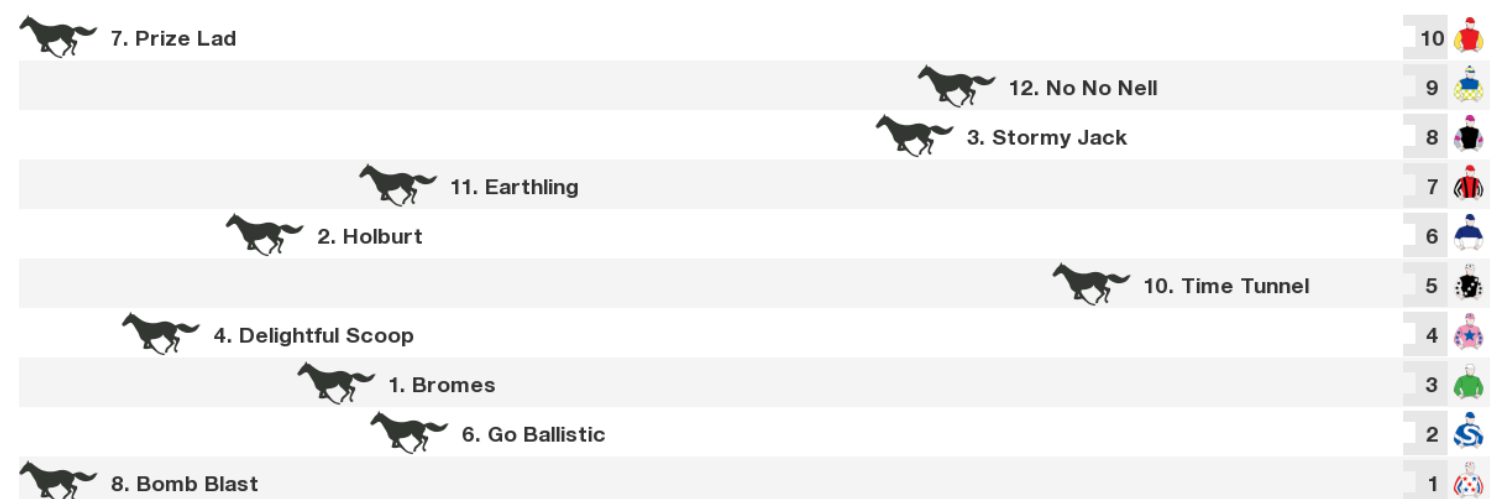 7. Prize Lad 10
12. No No Nell 9
3. Stormy Jack 8
11. Earthling 7
2. Holburt 6
10. Time Tunnel 5
4. Delightful Scoop 4
1. Bromes 3
6. Go Ballistic 2
8. Bomb Blast 1